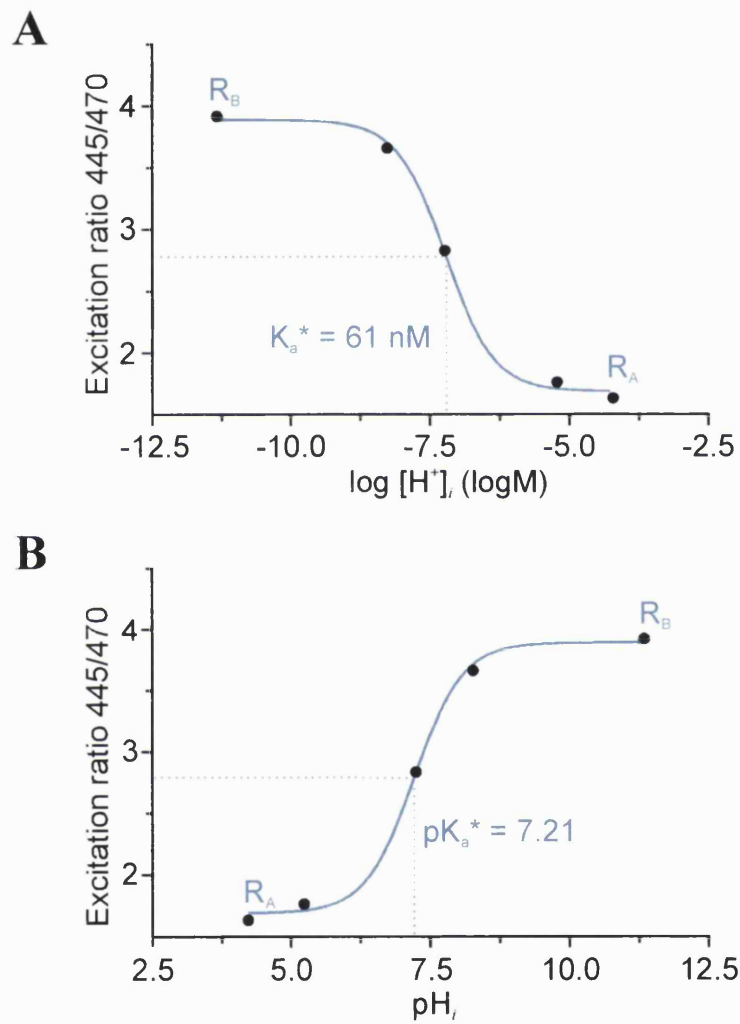 A
Excitation ratio 445/470
4
3
2
R_B
K_a* = 61 nM
R_A
-12.5 -10.0 -7.5 -5.0 -2.5
log [H⁺]_i (logM)
B
Excitation ratio 445/470
4
3
2
R_B
pK_a* = 7.21
R_A
2.5 5.0 7.5 10.0 12.5
pH_i